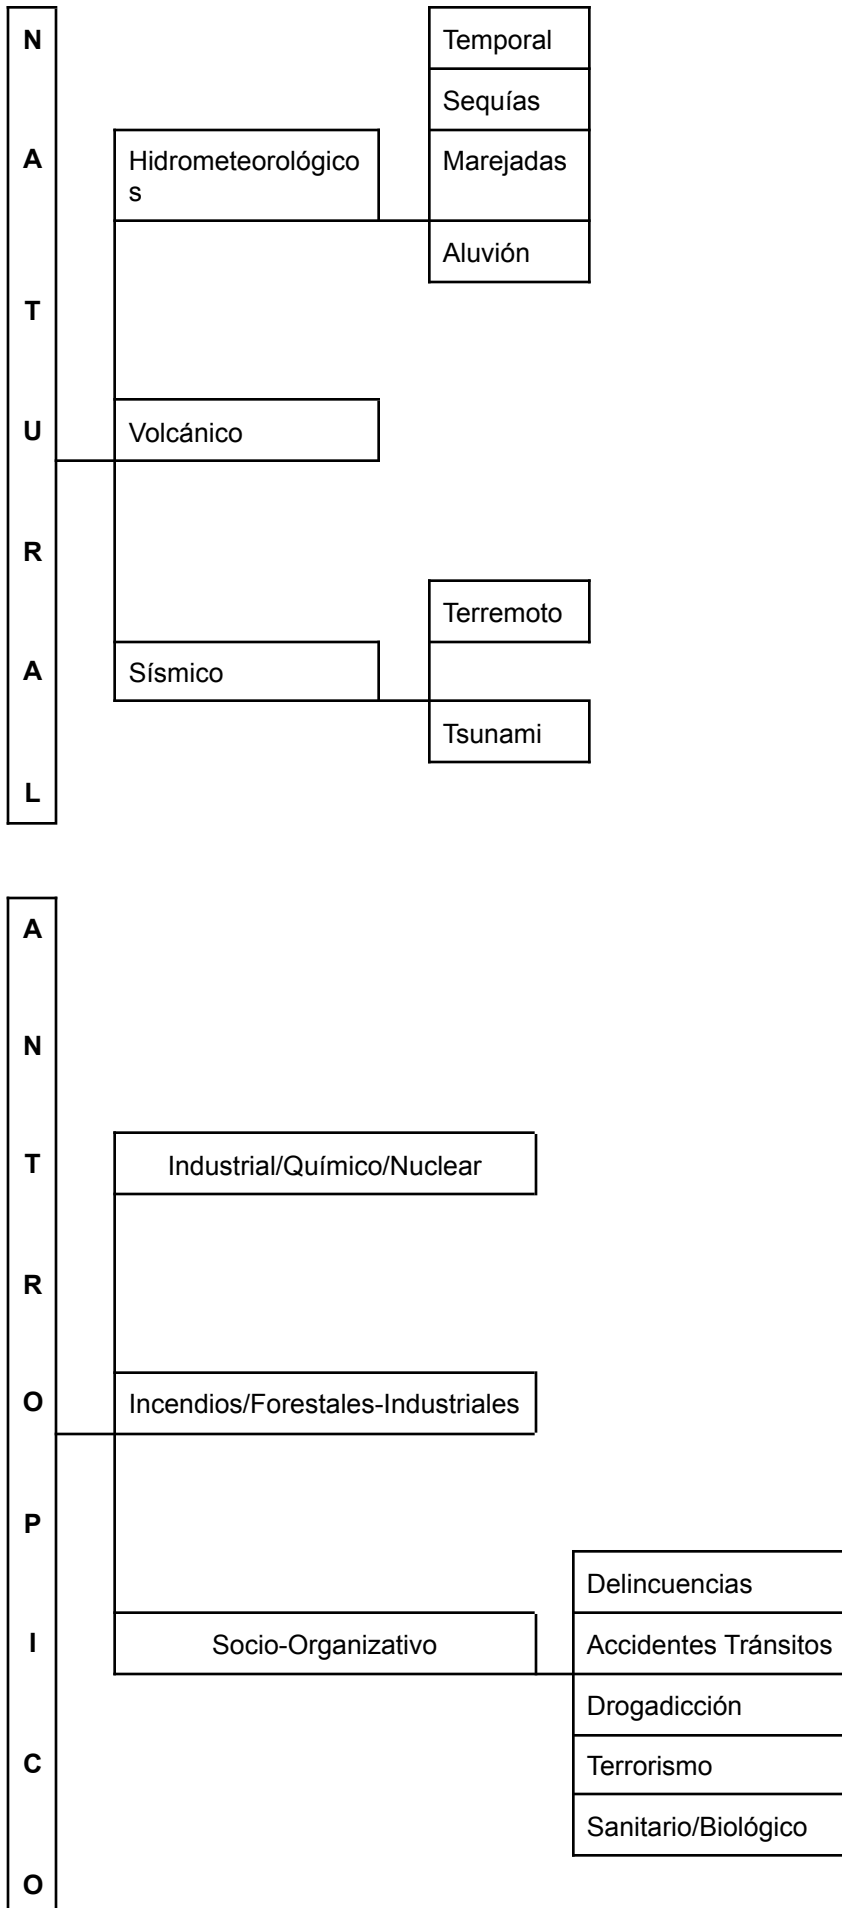 N
A
T
U
R
A
L
Hidrometeorológico
s
Temporal
Sequías
Marejadas
Aluvión
Volcánico
Sísmico
Terremoto
Tsunami
A
N
T
R
O
P
I
C
O
Industrial/Químico/Nuclear
Incendios/Forestales-Industriales
Socio-Organizativo
Delincuencias
Accidentes Tránsitos
Drogadicción
Terrorismo
Sanitario/Biológico